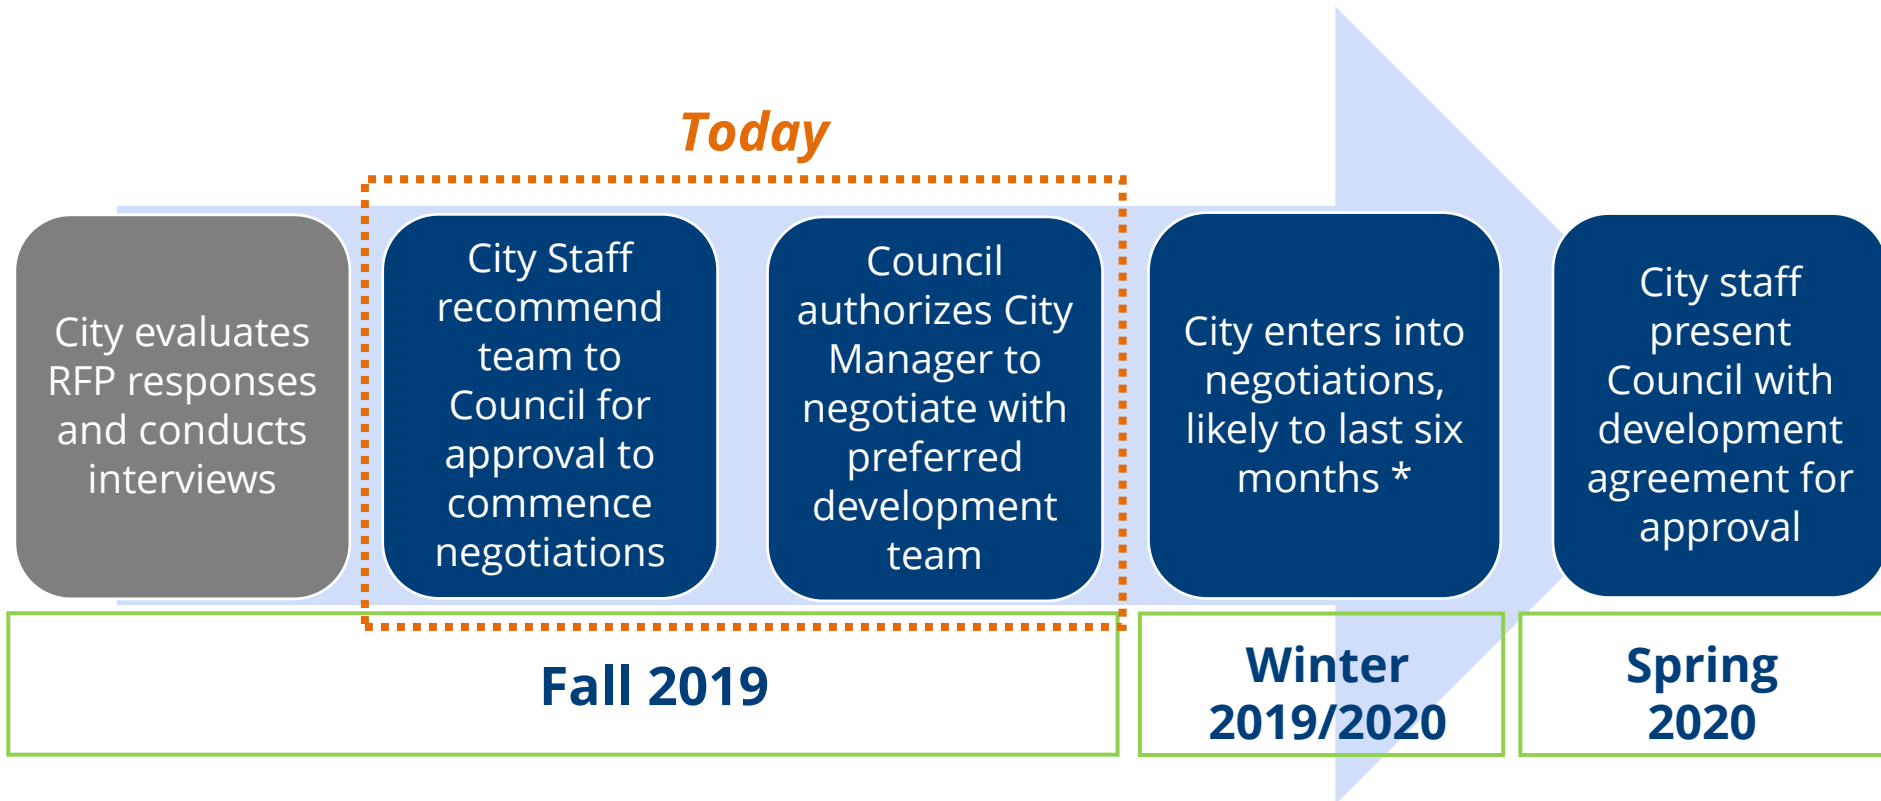 Today
City evaluates
RFP responses
and conducts
interviews
City Staff
recommend
team to
Council for
approval to
commence
negotiations
Council
authorizes City
Manager to
negotiate with
preferred
development
team
City enters into
negotiations,
likely to last six
months *
City staff
present
Council with
development
agreement for
approval
Fall 2019
Winter
2019/2020
Spring
2020